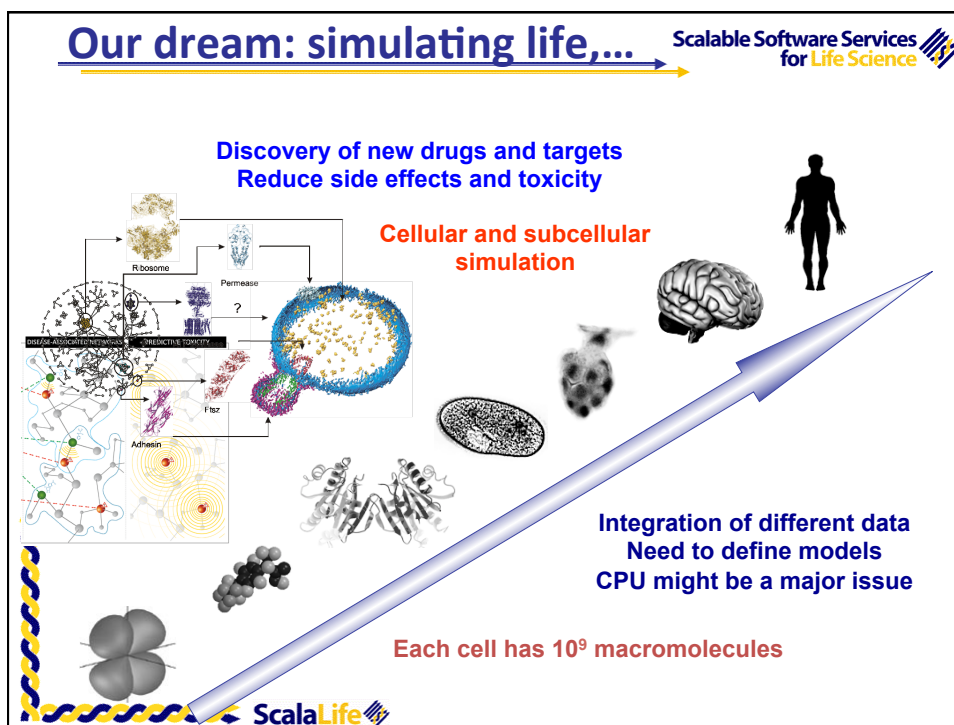 Our dream: simulating life,...
Scalable Software Services
for Life Science
Discovery of new drugs and targets
Reduce side effects and toxicity
Cellular and subcellular
simulation
Ribosome
Permease
?
DISEASE-ASSOCIATED NETWORKS
PREDICTIVE TOXICITY
Ftsz
Adhesin
Integration of different data
Need to define models
CPU might be a major issue
Each cell has 10⁹ macromolecules
ScalaLife